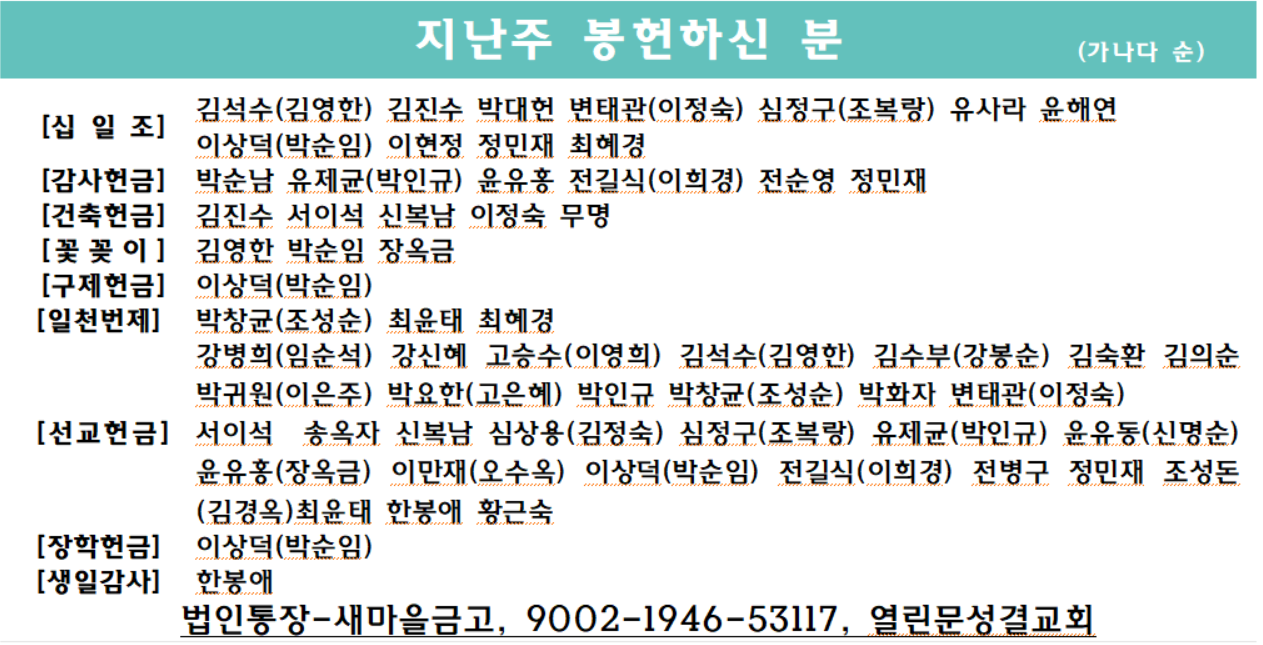 지난주 봉헌하신 분 (가나다 순)
[십 일 조] 김석수(김영한) 김진수 박대헌 변태관(이정숙) 심정구(조복랑) 유사라 윤해연
이상덕(박순임) 이현정 정민재 최혜경
[감사헌금] 박순남 유제균(박인규) 윤유홍 전길식(이희경) 전순영 정민재
[건축헌금] 김진수 서이석 신복남 이정숙 무명
[꽃 꽂 이 ] 김영한 박순임 장옥금
[구제헌금] 이상덕(박순임)
[일천번제] 박창균(조성순) 최윤태 최혜경
강병희(임순석) 강신혜 고승수(이영희) 김석수(김영한) 김수부(강봉순) 김숙환 김의순
박귀원(이은주) 박요한(고은혜) 박인규 박창균(조성순) 박화자 변태관(이정숙)
[선교헌금] 서이석 송옥자 신복남 심상용(김정숙) 심정구(조복랑) 유제균(박인규) 윤유동(신명순)
윤유홍(장옥금) 이만재(오수옥) 이상덕(박순임) 전길식(이희경) 전병구 정민재 조성돈
(김경옥)최윤태 한봉애 황근숙
[장학헌금] 이상덕(박순임)
[생일감사] 한봉애
법인통장-새마을금고, 9002-1946-53117, 열린문성결교회